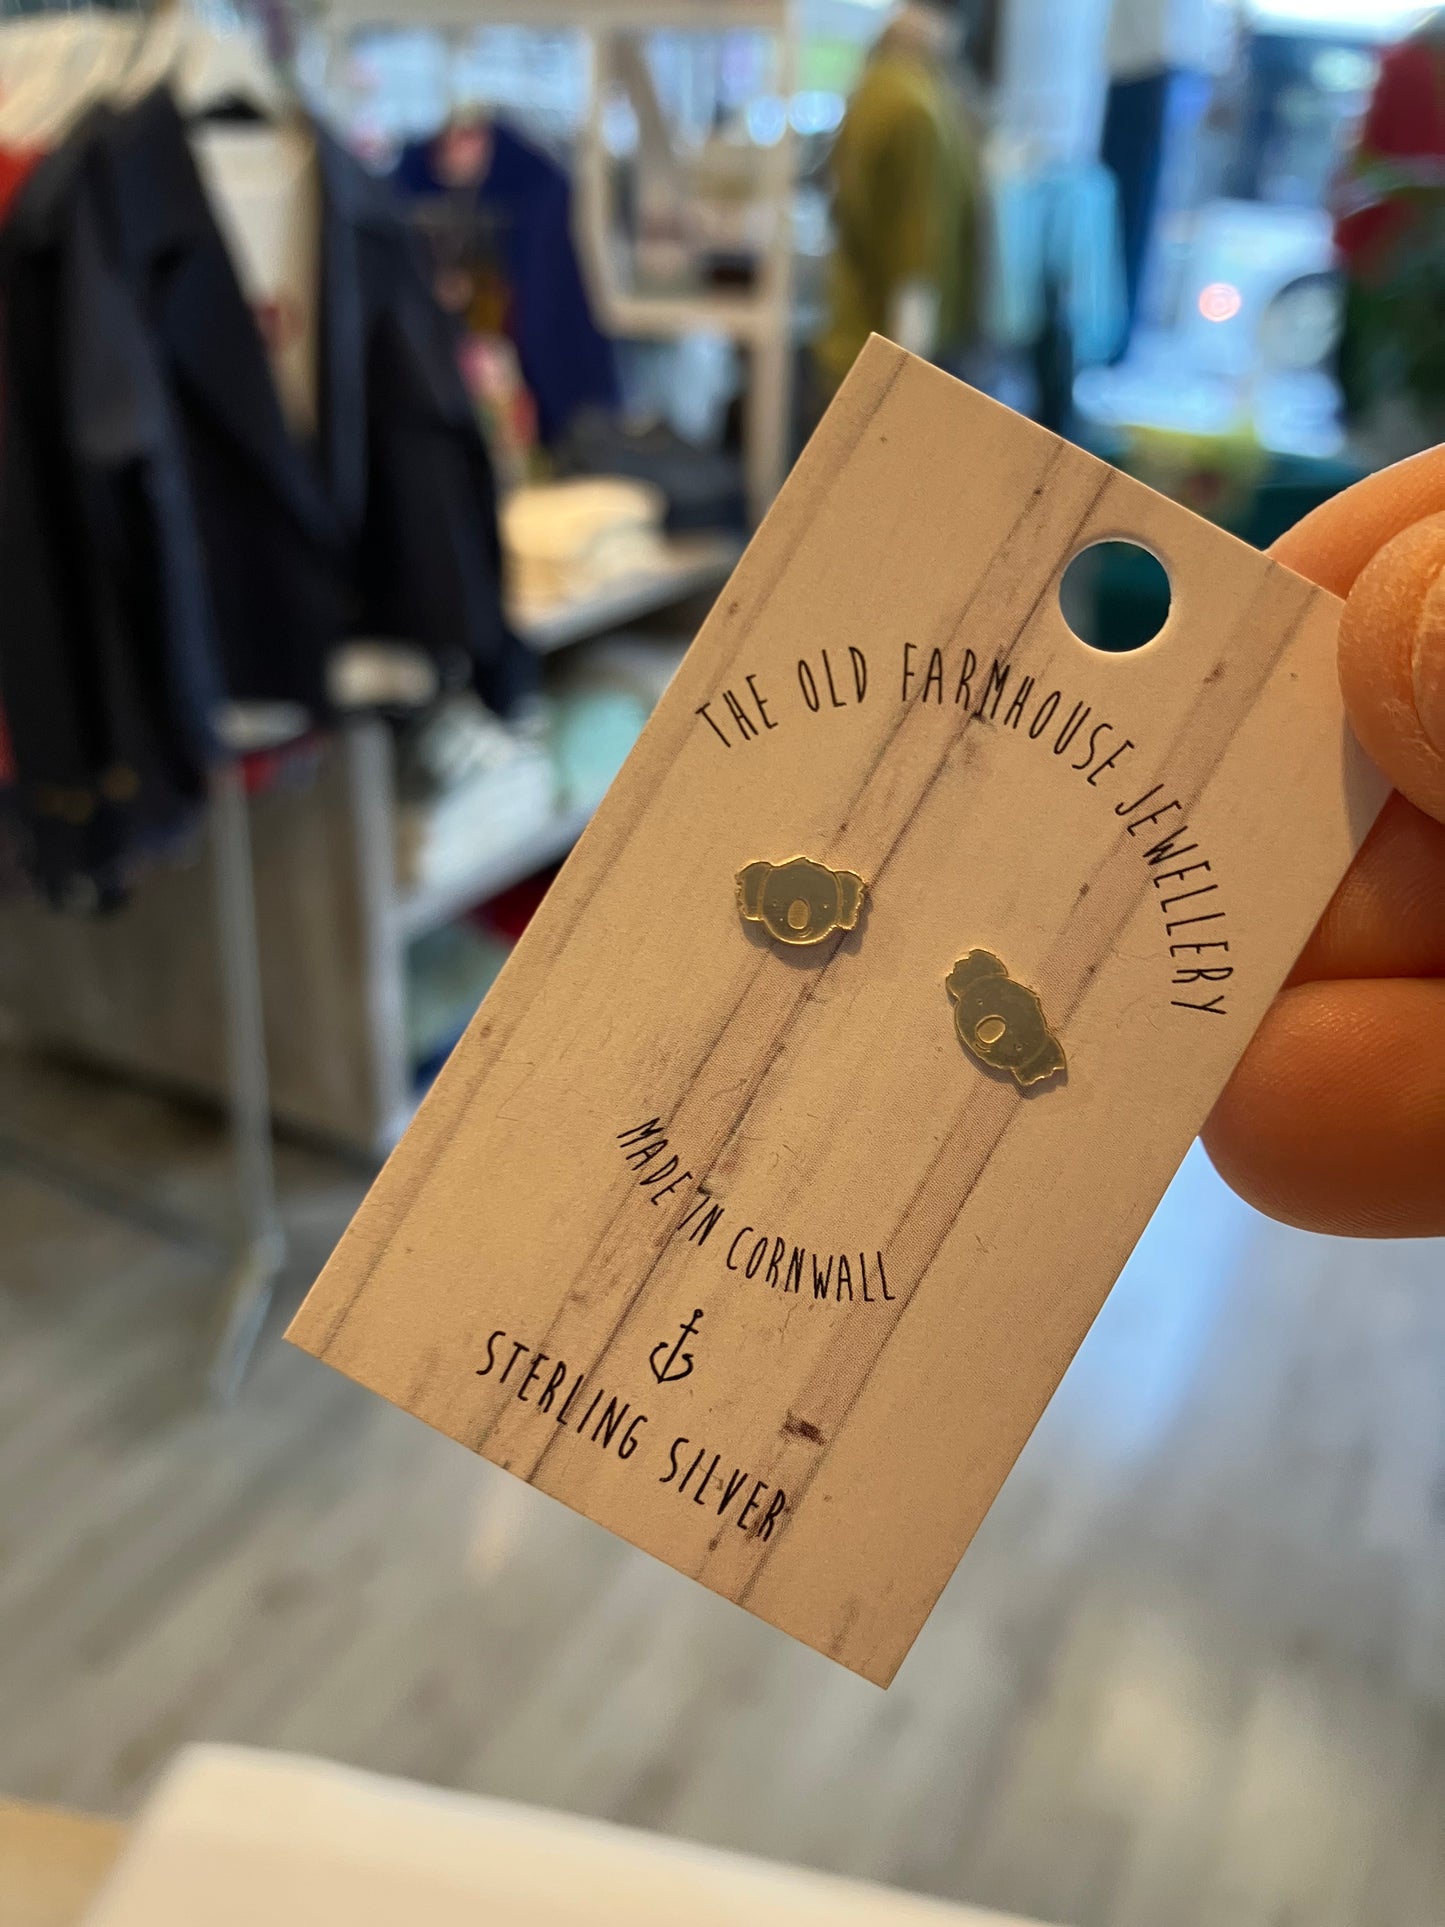 THE OLD FARMHOUSE JEWELLERY
MADE IN CORNWALL
STERLING SILVER